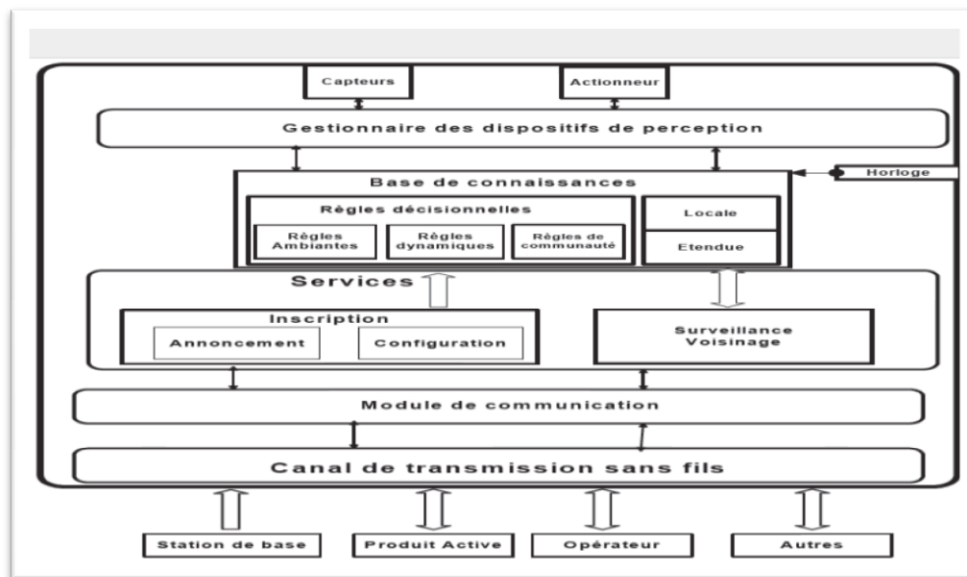 Capteurs
Actionneur
Gestionnaire des dispositifs de perception
Horloge
Base de connaissances
Règles décisionnelles
Locale
Règles
Ambiantes
Règles
dynamiques
Règles de
communauté
Etendue
Services
Inscription
Annoncement
Configuration
Surveillance
Voisinage
Module de communication
Canal de transmission sans fils
Station de base
Produit Active
Opérateur
Autres